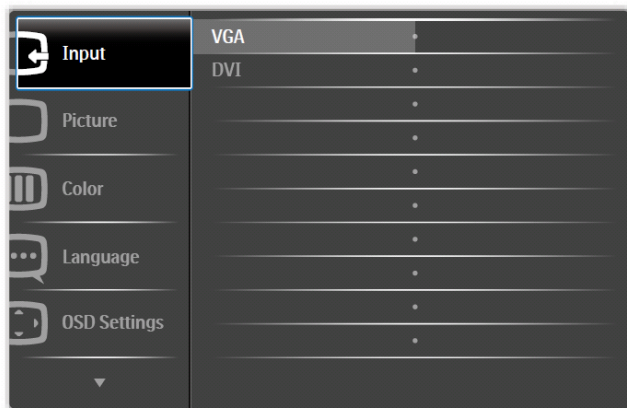 Input
Picture
Color
Language
OSD Settings
VGA
DVI